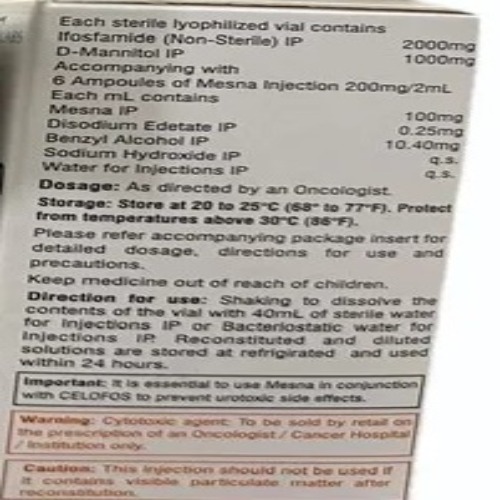 Each sterile lyophilized vial contains
Ifosfamide (Non-Sterile) IP 2000mg
D-Mannitol IP 1000mg
Accompanying with
6 Ampoules of Mesna Injection 200mg/2mL
Each mL contains
Mesna IP 100mg
Disodium Edetate IP 0.25mg
Benzyl Alcohol IP 10.40mg
Sodium Hydroxide IP q.s.
Water for Injections IP q.s.
Dosage: As directed by an Oncologist.
Storage: Store at 20 to 25°C (68° to 77°F). Protect
from temperatures above 30°C (86°F).
Please refer accompanying package insert for
detailed dosage, directions for use and
precautions.
Keep medicine out of reach of children.
Direction for use: Shaking to dissolve the
contents of the vial with 40mL of sterile water
for Injections IP or Bacteriostatic water for
Injections IP. Reconstituted and diluted
solutions are stored at refrigirated and used
within 24 hours.
Important: It is essential to use Mesna in conjunction
with CELOFOS to prevent urotoxic side effects.
Warning: Cytotoxic agent; To be sold by retail on
the prescription of an Oncologist / Cancer Hospital
/ Institution only.
Caution: This injection should not be used if
it contains visible particulate matter after
reconstitution.